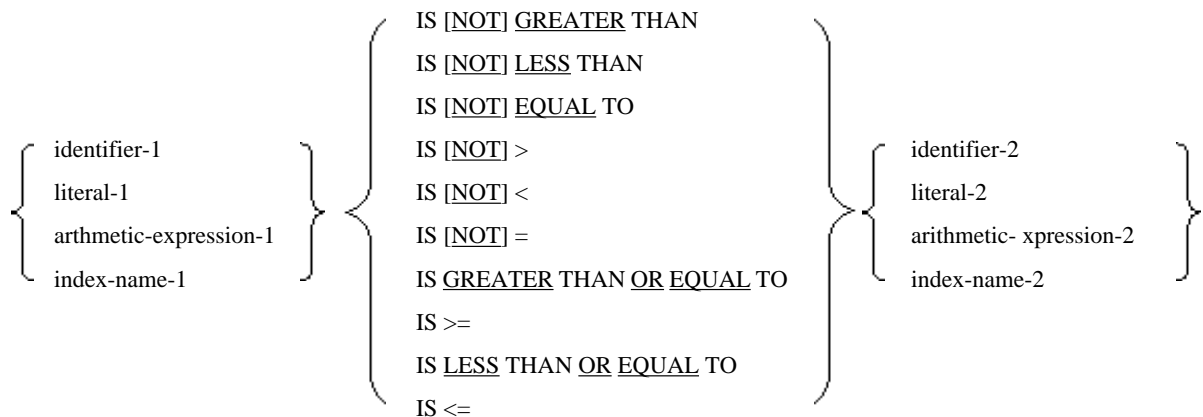 identifier-1
literal-1
arthmetic-expression-1
index-name-1
IS [NOT] GREATER THAN
IS [NOT] LESS THAN
IS [NOT] EQUAL TO
IS [NOT] >
IS [NOT] <
IS [NOT] =
IS GREATER THAN OR EQUAL TO
IS >=
IS LESS THAN OR EQUAL TO
IS <=
identifier-2
literal-2
arithmetic- xpression-2
index-name-2